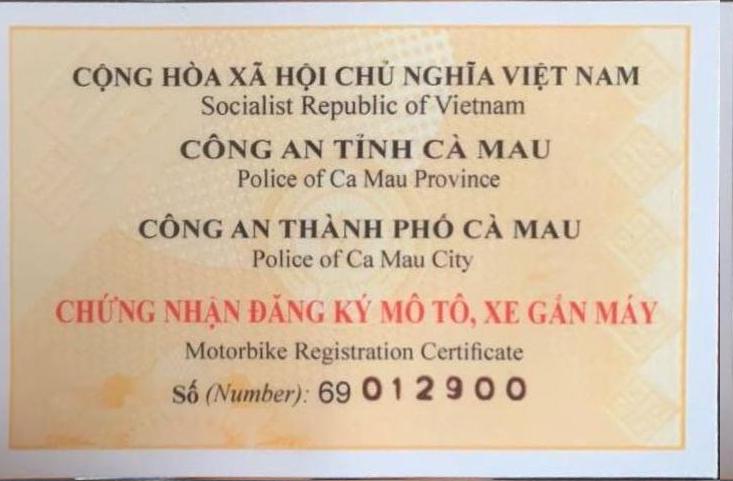 CỘNG HÒA XÃ HỘI CHỦ NGHĨA VIỆT NAM
Socialist Republic of Vietnam
CÔNG AN TỈNH CÀ MAU
Police of Ca Mau Province
CÔNG AN THÀNH PHỐ CÀ MAU
Police of Ca Mau City
CHỨNG NHẬN ĐĂNG KÝ MÔ TÔ, XE GẮN MÁY
Motorbike Registration Certificate
Số (Number): 69 012900